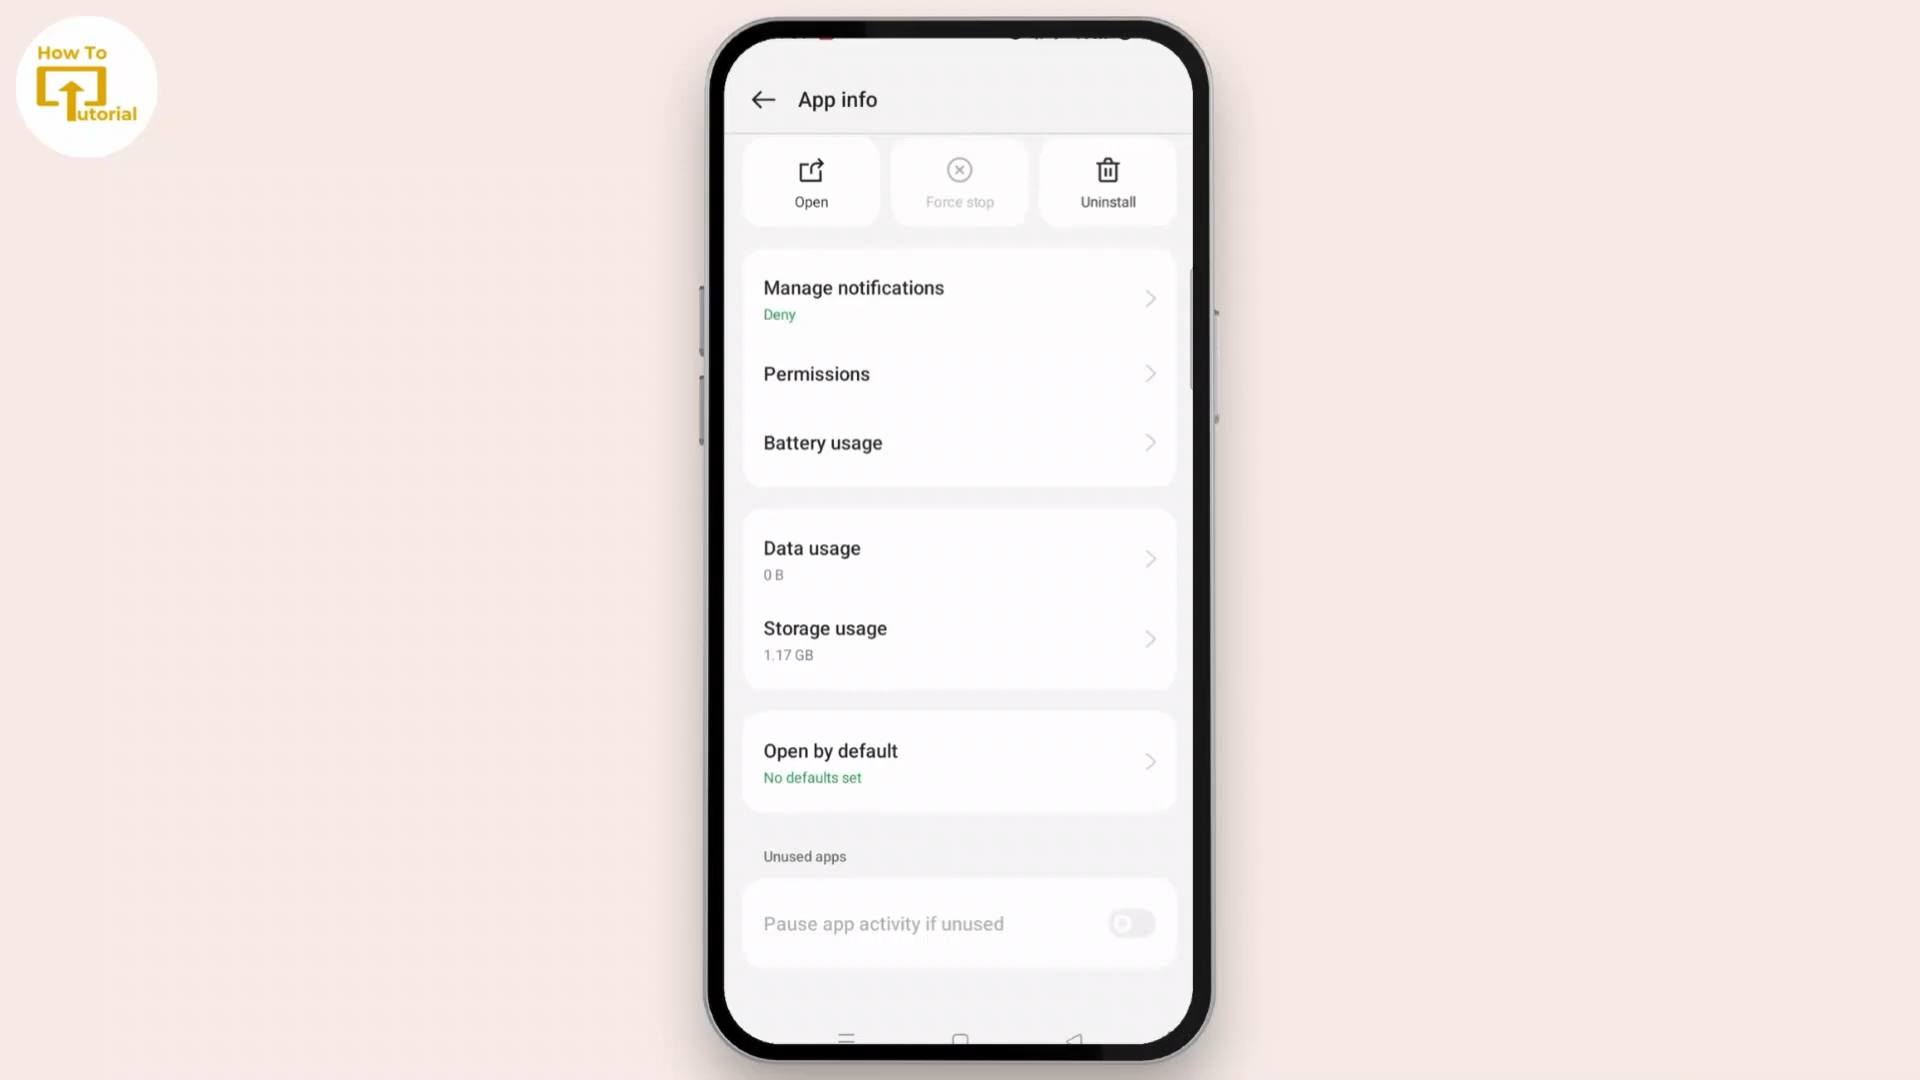 How To
Tutorial
App info
Open
Force stop
Uninstall
Manage notifications
Deny
Permissions
Battery usage
Data usage
0 B
Storage usage
1.17 GB
Open by default
No defaults set
Unused apps
Pause app activity if unused